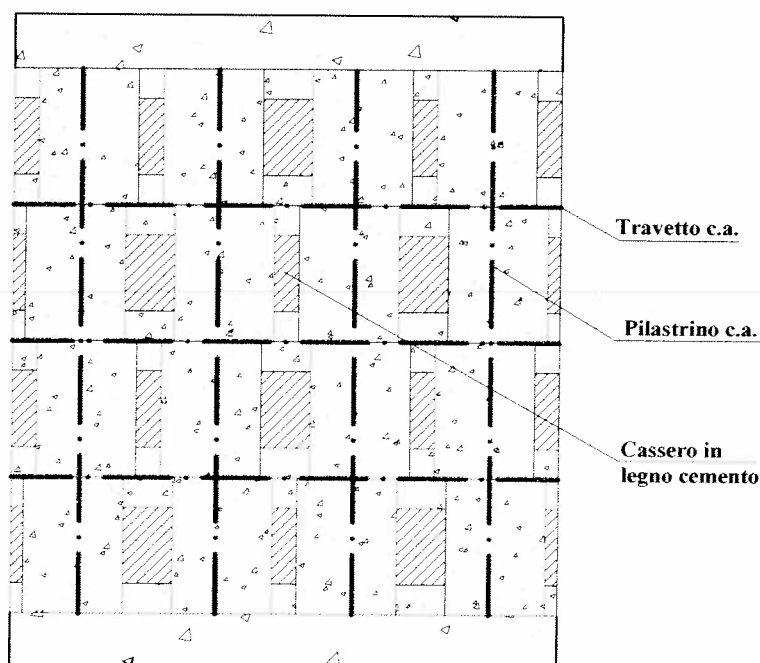 Travetto c.a.
Pilastrino c.a.
Cassero in
legno cemento